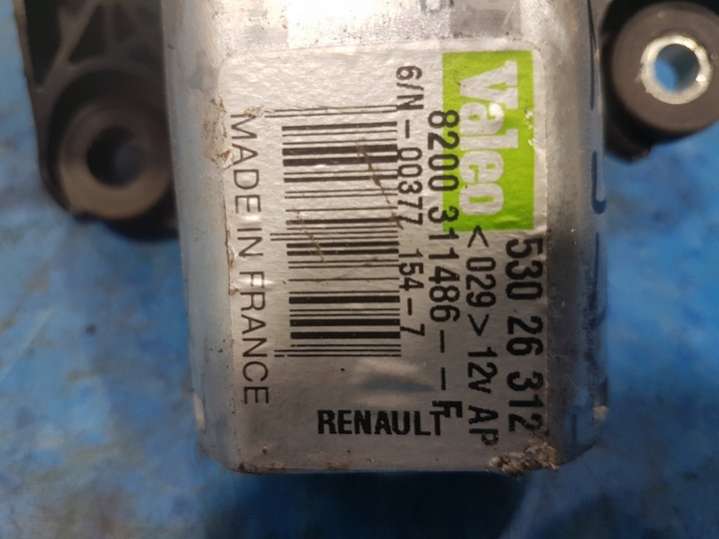 Valeo 530 26 312
<029> 12v AP
8200 311486--F
6/N-00377 154-7
MADE IN FRANCE
RENAULT